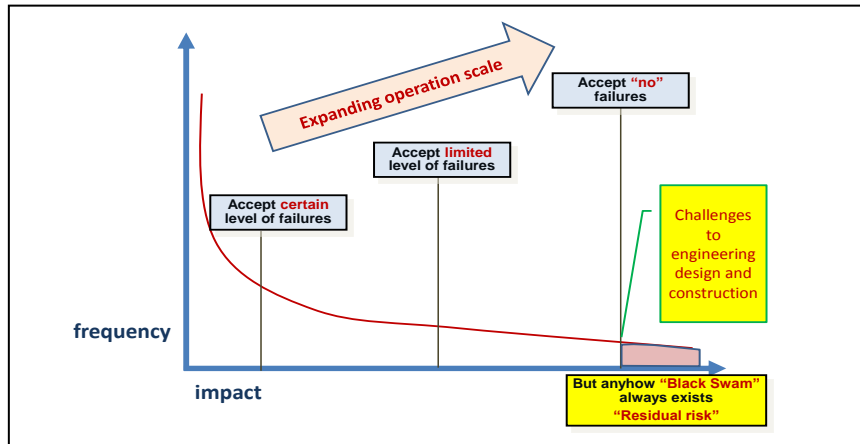 Expanding operation scale
Accept “no”
failures
Accept limited
level of failures
Accept certain
level of failures
Challenges
to
engineering
design and
construction
frequency
impact
But anyhow “Black Swam”
always exists
“Residual risk”